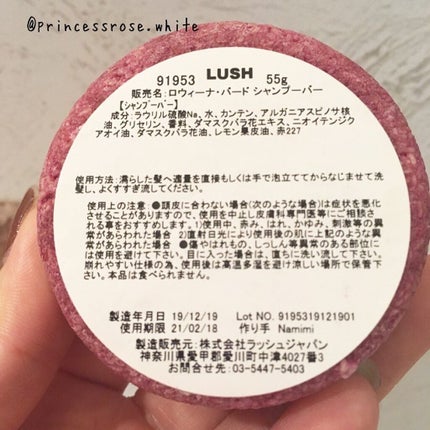 @princessrose.white
91953 LUSH 55g
販売名：ロウィーナ・バード シャンプーバー
【シャンプーバー】
成分：ラウリル硫酸Na、水、カンテン、アルガニアスピノサ核
油、グリセリン、香料、ダマスクバラ花エキス、ニオイテンジク
アオイ油、ダマスクバラ花油、レモン果皮油、赤227
使用方法：濡らした髪へ適量を直接もしくは手で泡立ててからなじませて洗
髪し、よくすすぎ流してください。
使用上の注意：●頭皮に合わない場合(次のような場合)は症状を悪化
させることがありますので、使用を中止し皮膚科専門医等にご相談され
る事をおすすめします。1)使用中、赤み、はれ、かゆみ、刺激等の異
常があらわれた場合 2)直射日光により使用後の肌に上記のような異
常があらわれた場合 ●傷やはれもの、しっしん等異常のある部位に
は使用を避けて下さい。目に入った場合は、直ちに洗い流して下さい。
崩れやすい仕様の為、使用後は高温多湿を避け涼しい場所で保管下
さい。本品は食べられません。
製造年月日 19/12/19 Lot NO. 9195319121901
使用期限 21/02/18 作り手 Namimi
製造販売元：株式会社ラッシュジャパン
神奈川県愛甲郡愛川町中津4027番3
お問合せ先：03-5447-5403